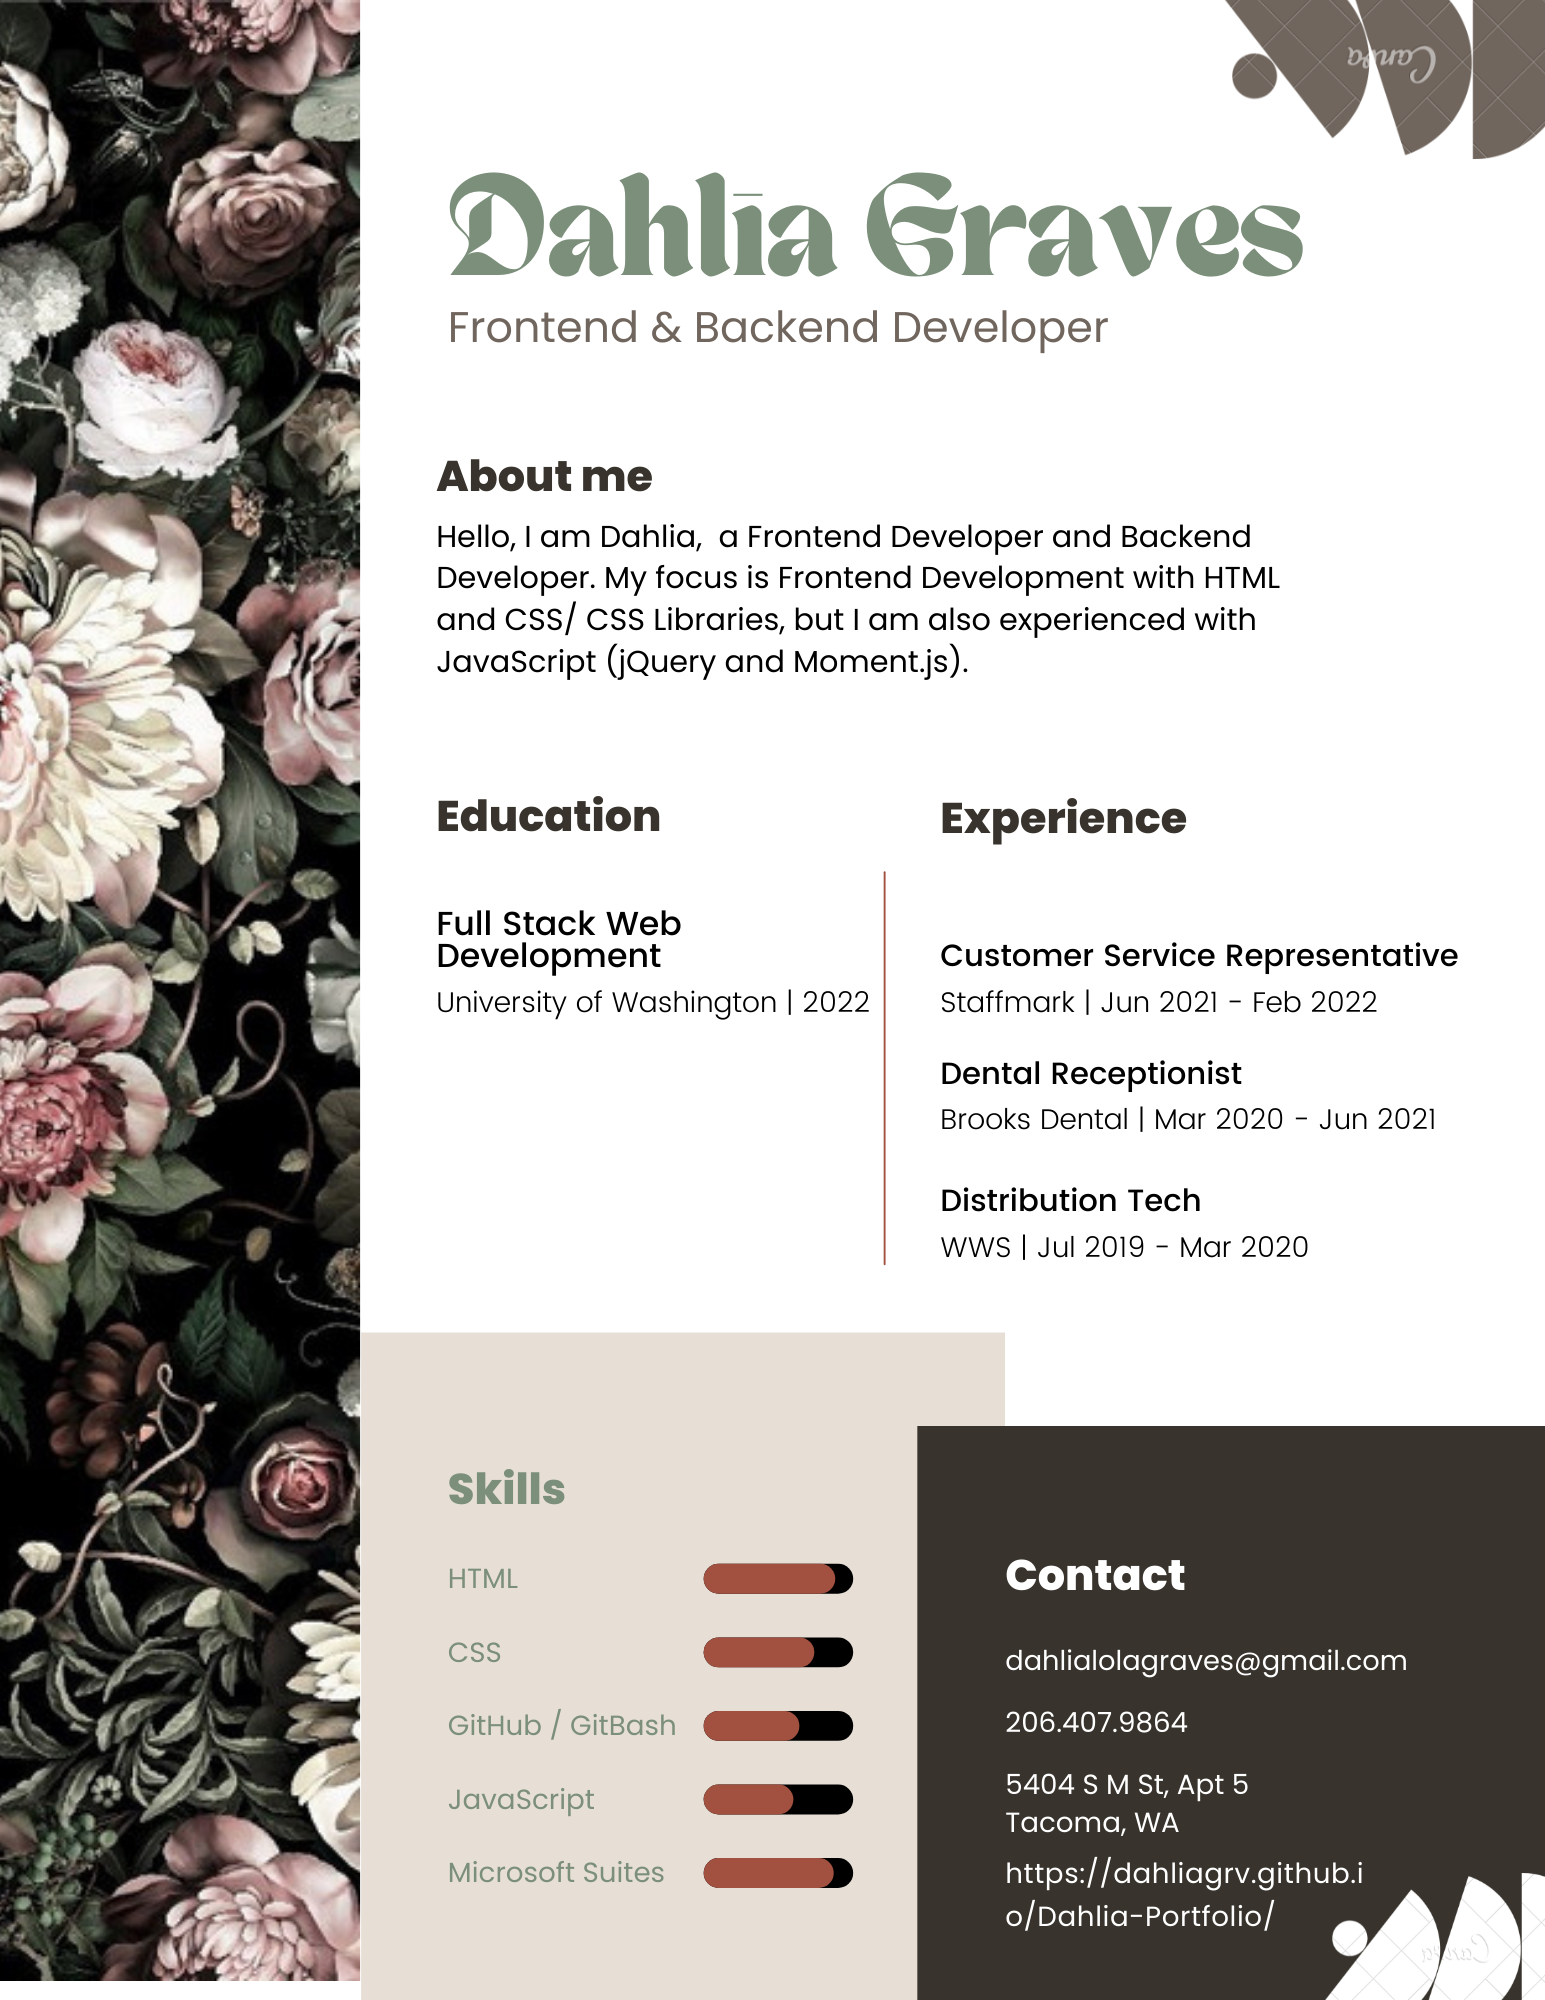 Canva
Dahlia Graves
Frontend & Backend Developer
About me
Hello, I am Dahlia,  a Frontend Developer and Backend
Developer. My focus is Frontend Development with HTML
and CSS/ CSS Libraries, but I am also experienced with
JavaScript (jQuery and Moment.js).
Education
Full Stack Web
Development
University of Washington | 2022
Experience
Customer Service Representative
Staffmark | Jun 2021 - Feb 2022
Dental Receptionist
Brooks Dental | Mar 2020 - Jun 2021
Distribution Tech
WWS | Jul 2019 - Mar 2020
Skills
HTML
CSS
GitHub / GitBash
JavaScript
Microsoft Suites
Contact
dahlialolagraves@gmail.com
206.407.9864
5404 S M St, Apt 5
Tacoma, WA
https://dahliagrv.github.i
o/Dahlia-Portfolio/
Canva